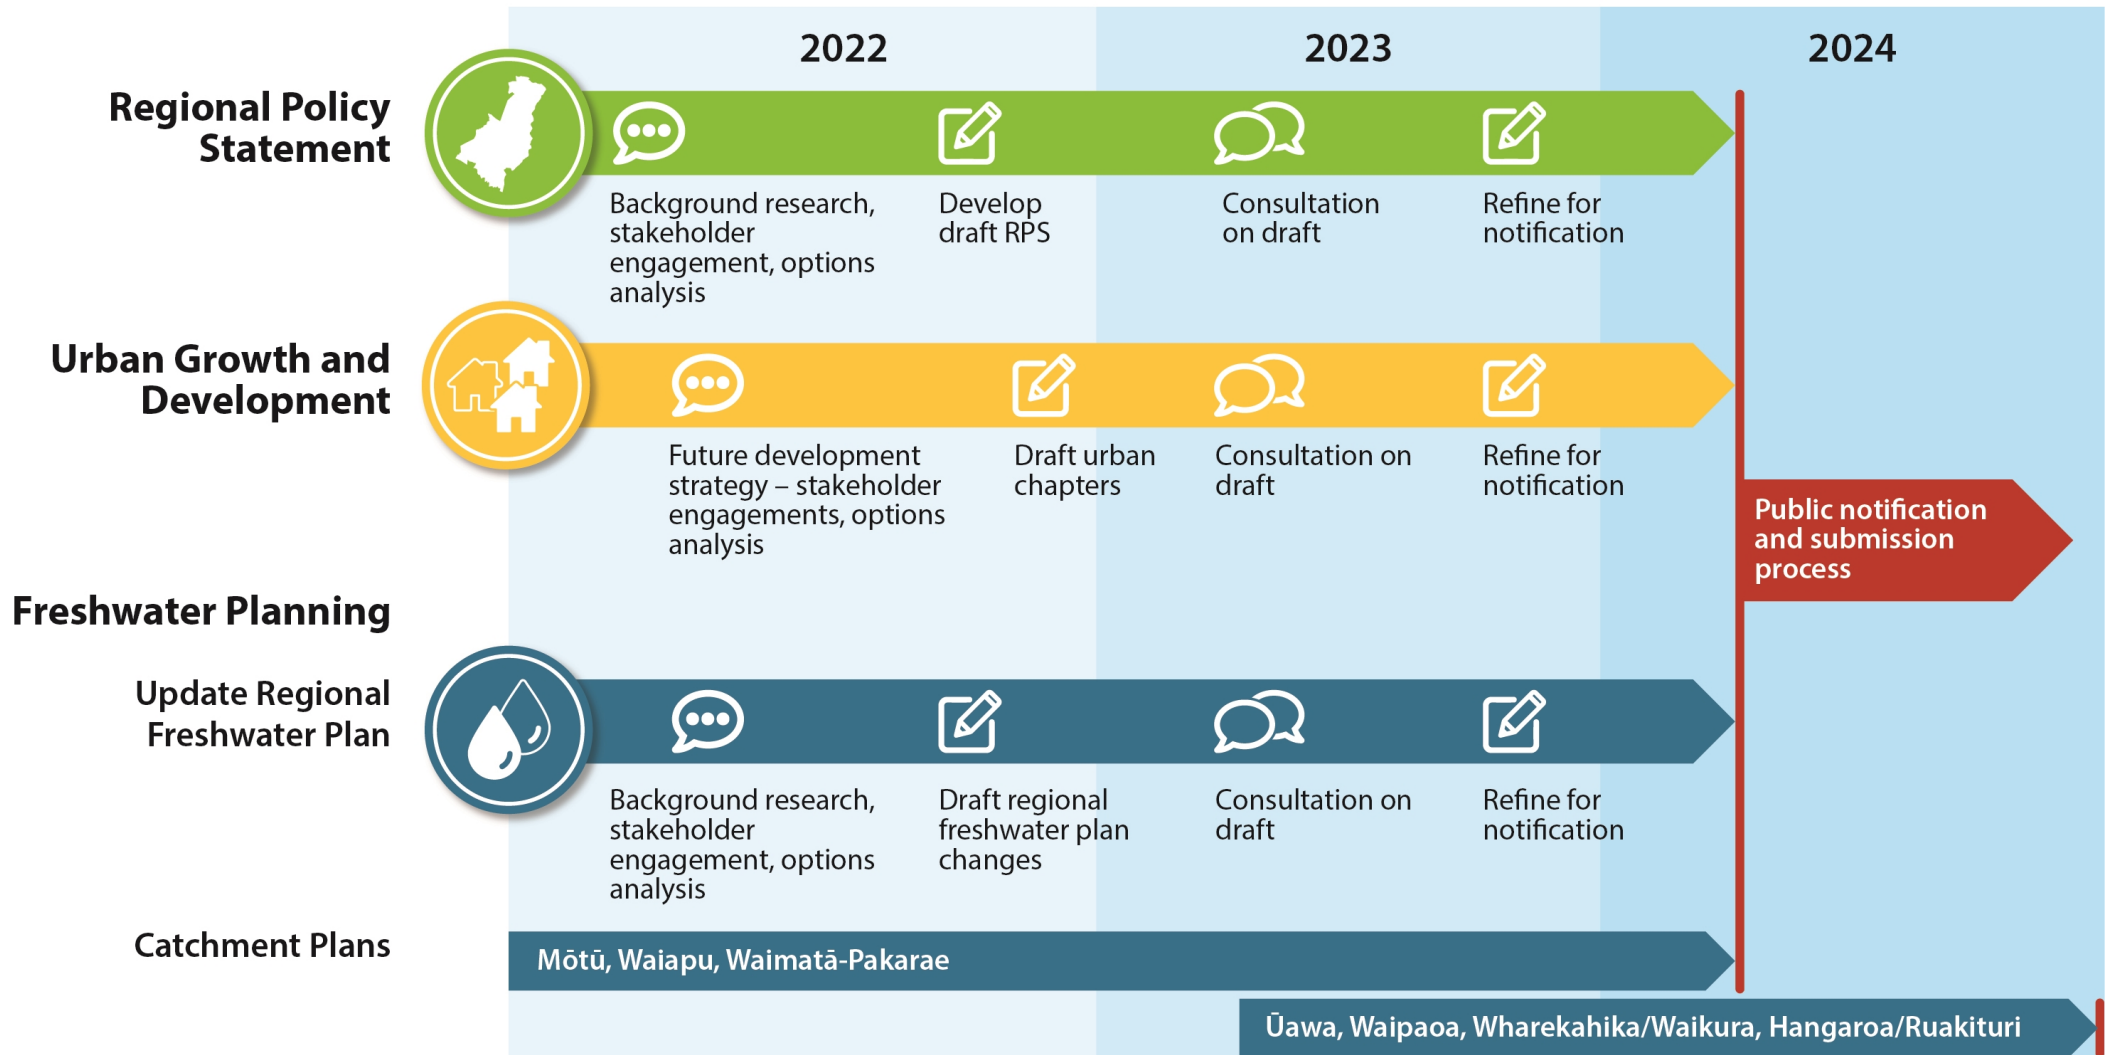 2022
2023
2024
Regional Policy
Statement
Background research,
stakeholder
engagement, options
analysis
Develop
draft RPS
Consultation
on draft
Refine for
notification
Urban Growth and
Development
Future development
strategy – stakeholder
engagements, options
analysis
Draft urban
chapters
Consultation on
draft
Refine for
notification
Public notification
and submission
process
Freshwater Planning
Update Regional
Freshwater Plan
Background research,
stakeholder
engagement, options
analysis
Draft regional
freshwater plan
changes
Consultation on
draft
Refine for
notification
Catchment Plans
Mōtū, Waiapu, Waimatā-Pakarae
Ūawa, Waipaoa, Wharekahika/Waikura, Hangaroa/Ruakituri